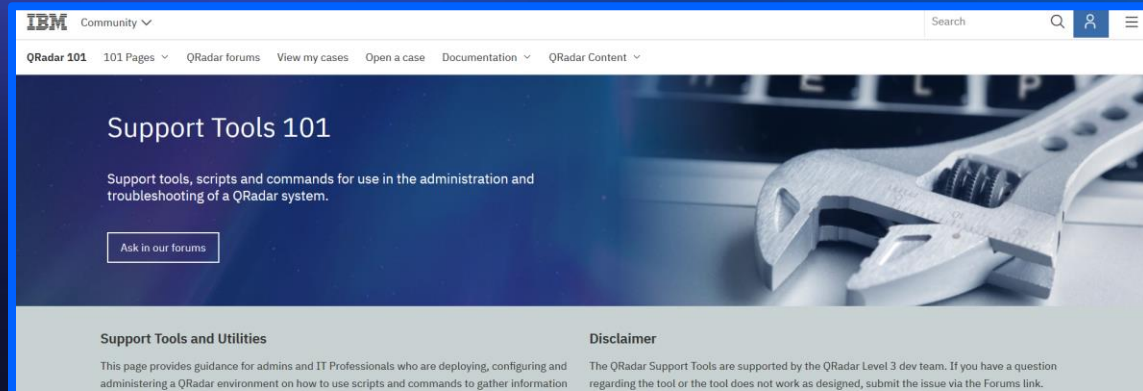 IBM Community Search
QRadar 101 101 Pages QRadar forums View my cases Open a case Documentation QRadar Content
H E L P
Support Tools 101
Support tools, scripts and commands for use in the administration and
troubleshooting of a QRadar system.
Ask in our forums
Support Tools and Utilities
This page provides guidance for admins and IT Professionals who are deploying, configuring and
administering a QRadar environment on how to use scripts and commands to gather information
Disclaimer
The QRadar Support Tools are supported by the QRadar Level 3 dev team. If you have a question
regarding the tool or the tool does not work as designed, submit the issue via the Forums link.